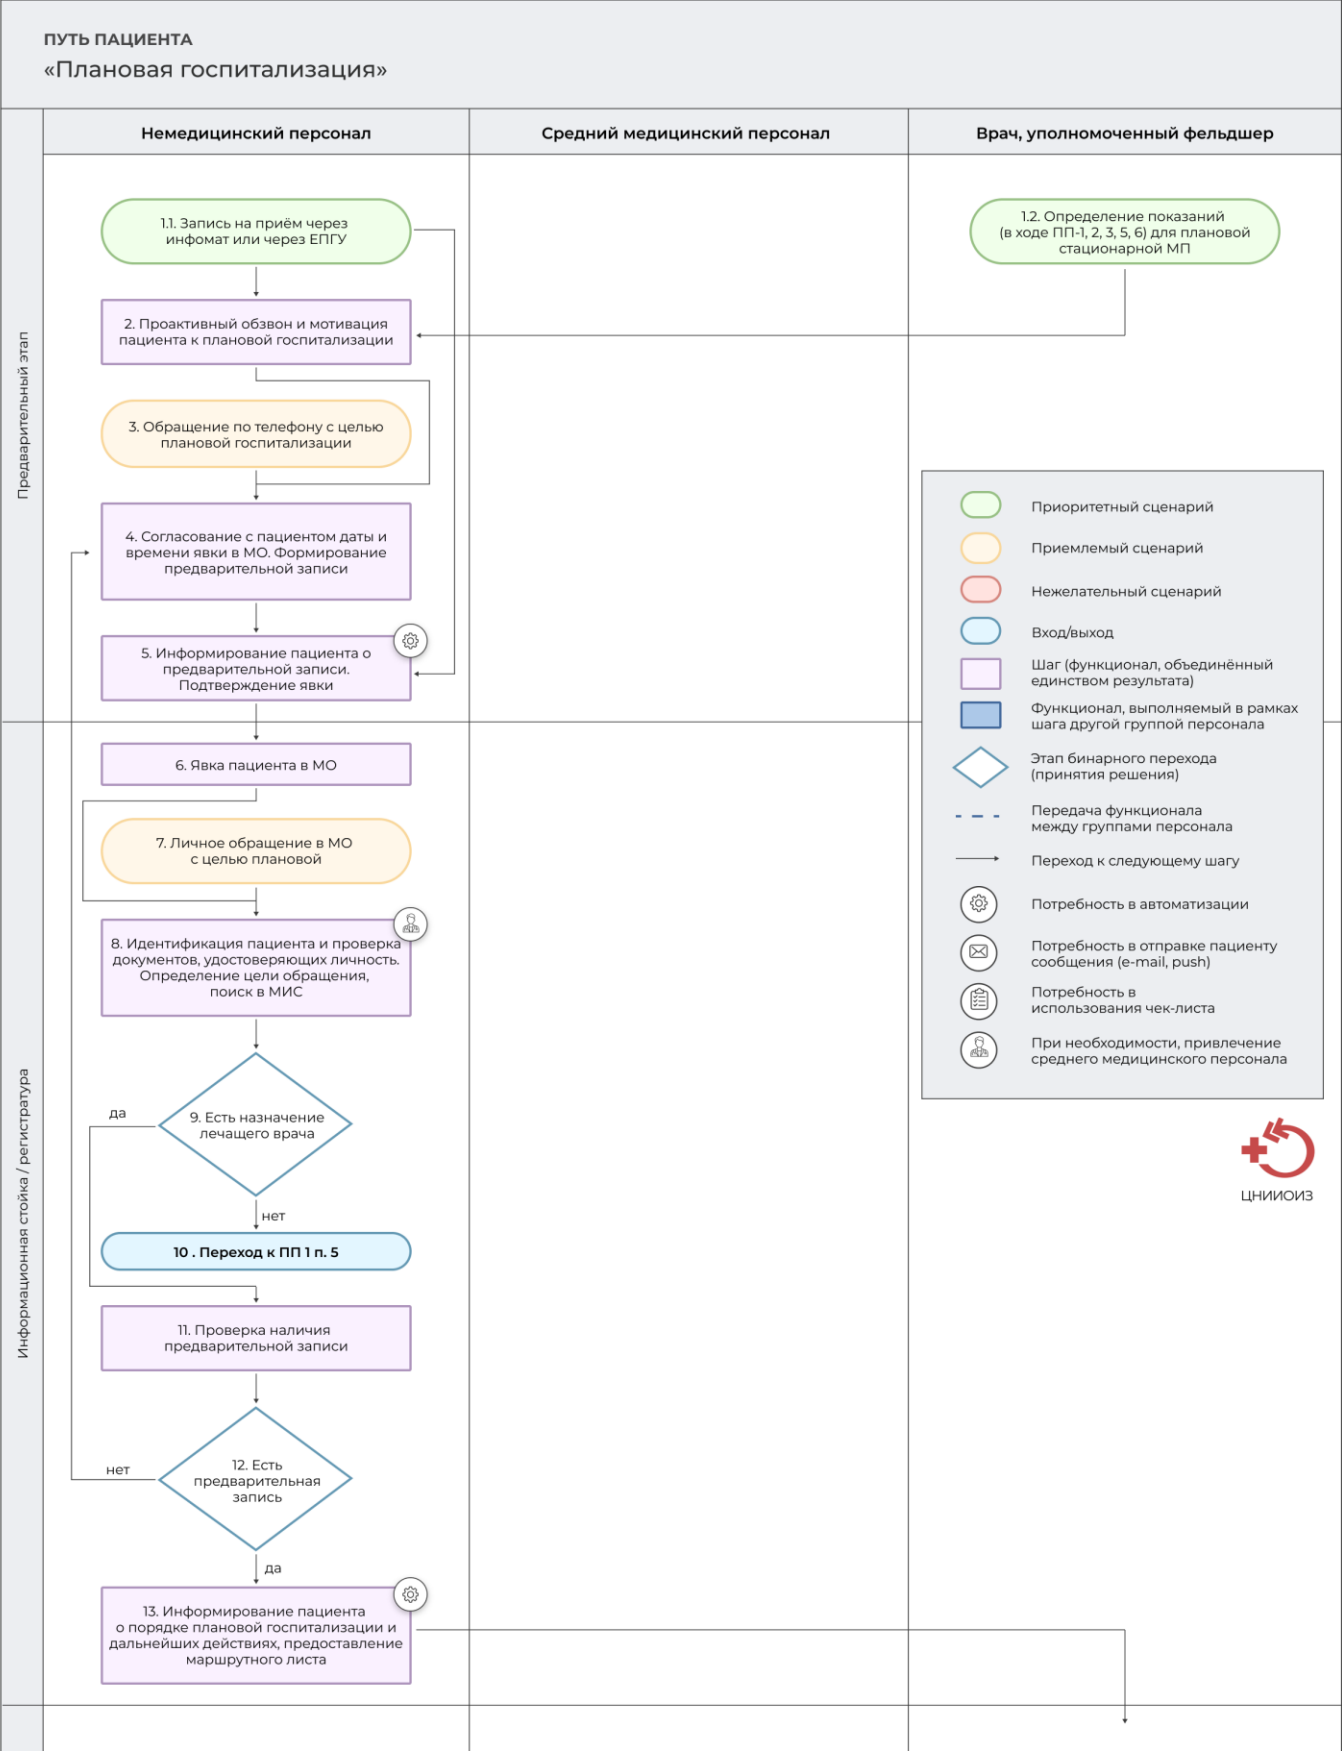 ПУТЬ ПАЦИЕНТА
«Плановая госпитализация»
Немедицинский персонал
Средний медицинский персонал
Врач, уполномоченный фельдшер
Предварительный этап
1.1. Запись на приём через
инфомат или через ЕПГУ
1.2. Определение показаний
(в ходе ПП-1, 2, 3, 5, 6) для плановой
стационарной МП
2. Проактивный обзвон и мотивация
пациента к плановой госпитализации
3. Обращение по телефону с целью
плановой госпитализации
4. Согласование с пациентом даты и
времени явки в МО. Формирование
предварительной записи
5. Информирование пациента о
предварительной записи.
Подтверждение явки
Информационная стойка / регистратура
6. Явка пациента в МО
7. Личное обращение в МО
с целью плановой
8. Идентификация пациента и проверка
документов, удостоверяющих личность.
Определение цели обращения,
поиск в МИС
да
9. Есть назначение
лечащего врача
нет
10 . Переход к ПП 1 п. 5
11. Проверка наличия
предварительной записи
нет
12. Есть
предварительная
запись
да
13. Информирование пациента
о порядке плановой госпитализации и
дальнейших действиях, предоставление
маршрутного листа
Приоритетный сценарий
Приемлемый сценарий
Нежелательный сценарий
Вход/выход
Шаг (функционал, объединённый
единством результата)
Функционал, выполняемый в рамках
шага другой группой персонала
Этап бинарного перехода
(принятия решения)
Передача функционала
между группами персонала
Переход к следующему шагу
Потребность в автоматизации
Потребность в отправке пациенту
сообщения (e-mail, push)
Потребность в
использования чек-листа
При необходимости, привлечение
среднего медицинского персонала
ЦНИИОИЗ